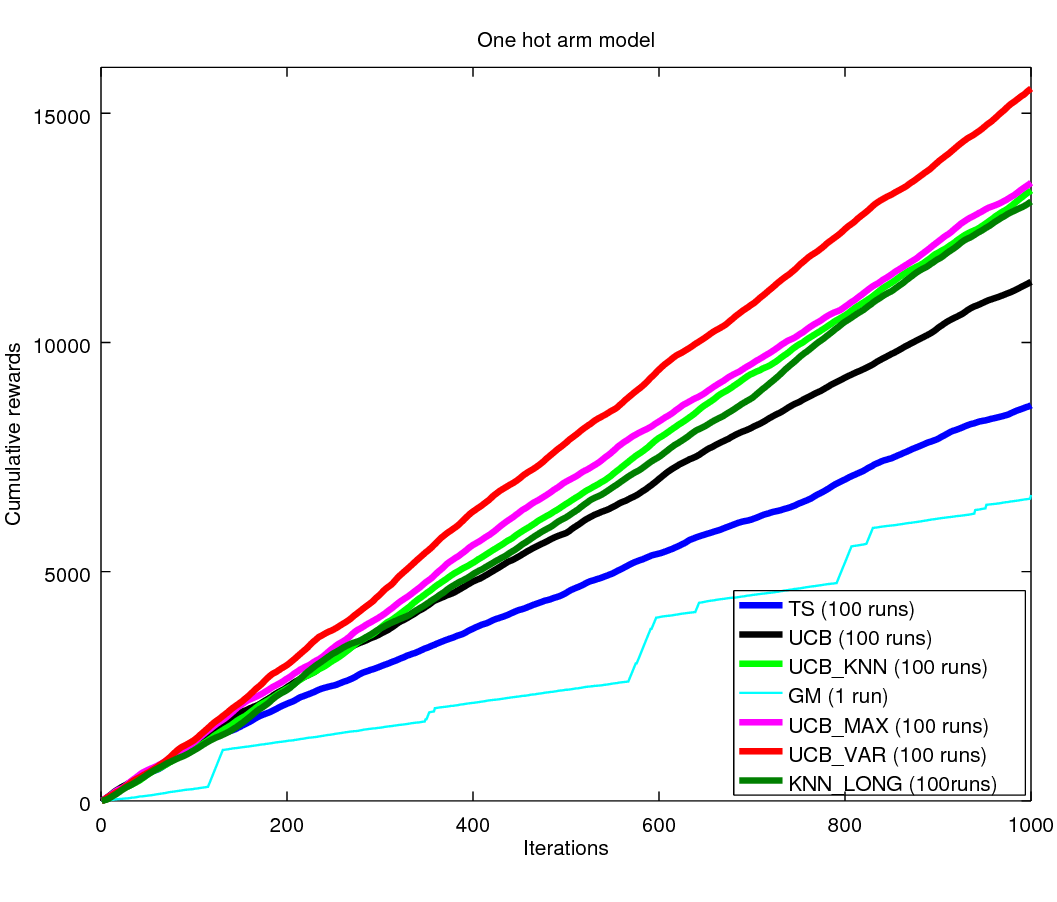 One hot arm model
Cumulative rewards
15000
10000
5000
0
0 200 400 600 800 1000
Iterations
TS (100 runs)
UCB (100 runs)
UCB_KNN (100 runs)
GM (1 run)
UCB_MAX (100 runs)
UCB_VAR (100 runs)
KNN_LONG (100runs)